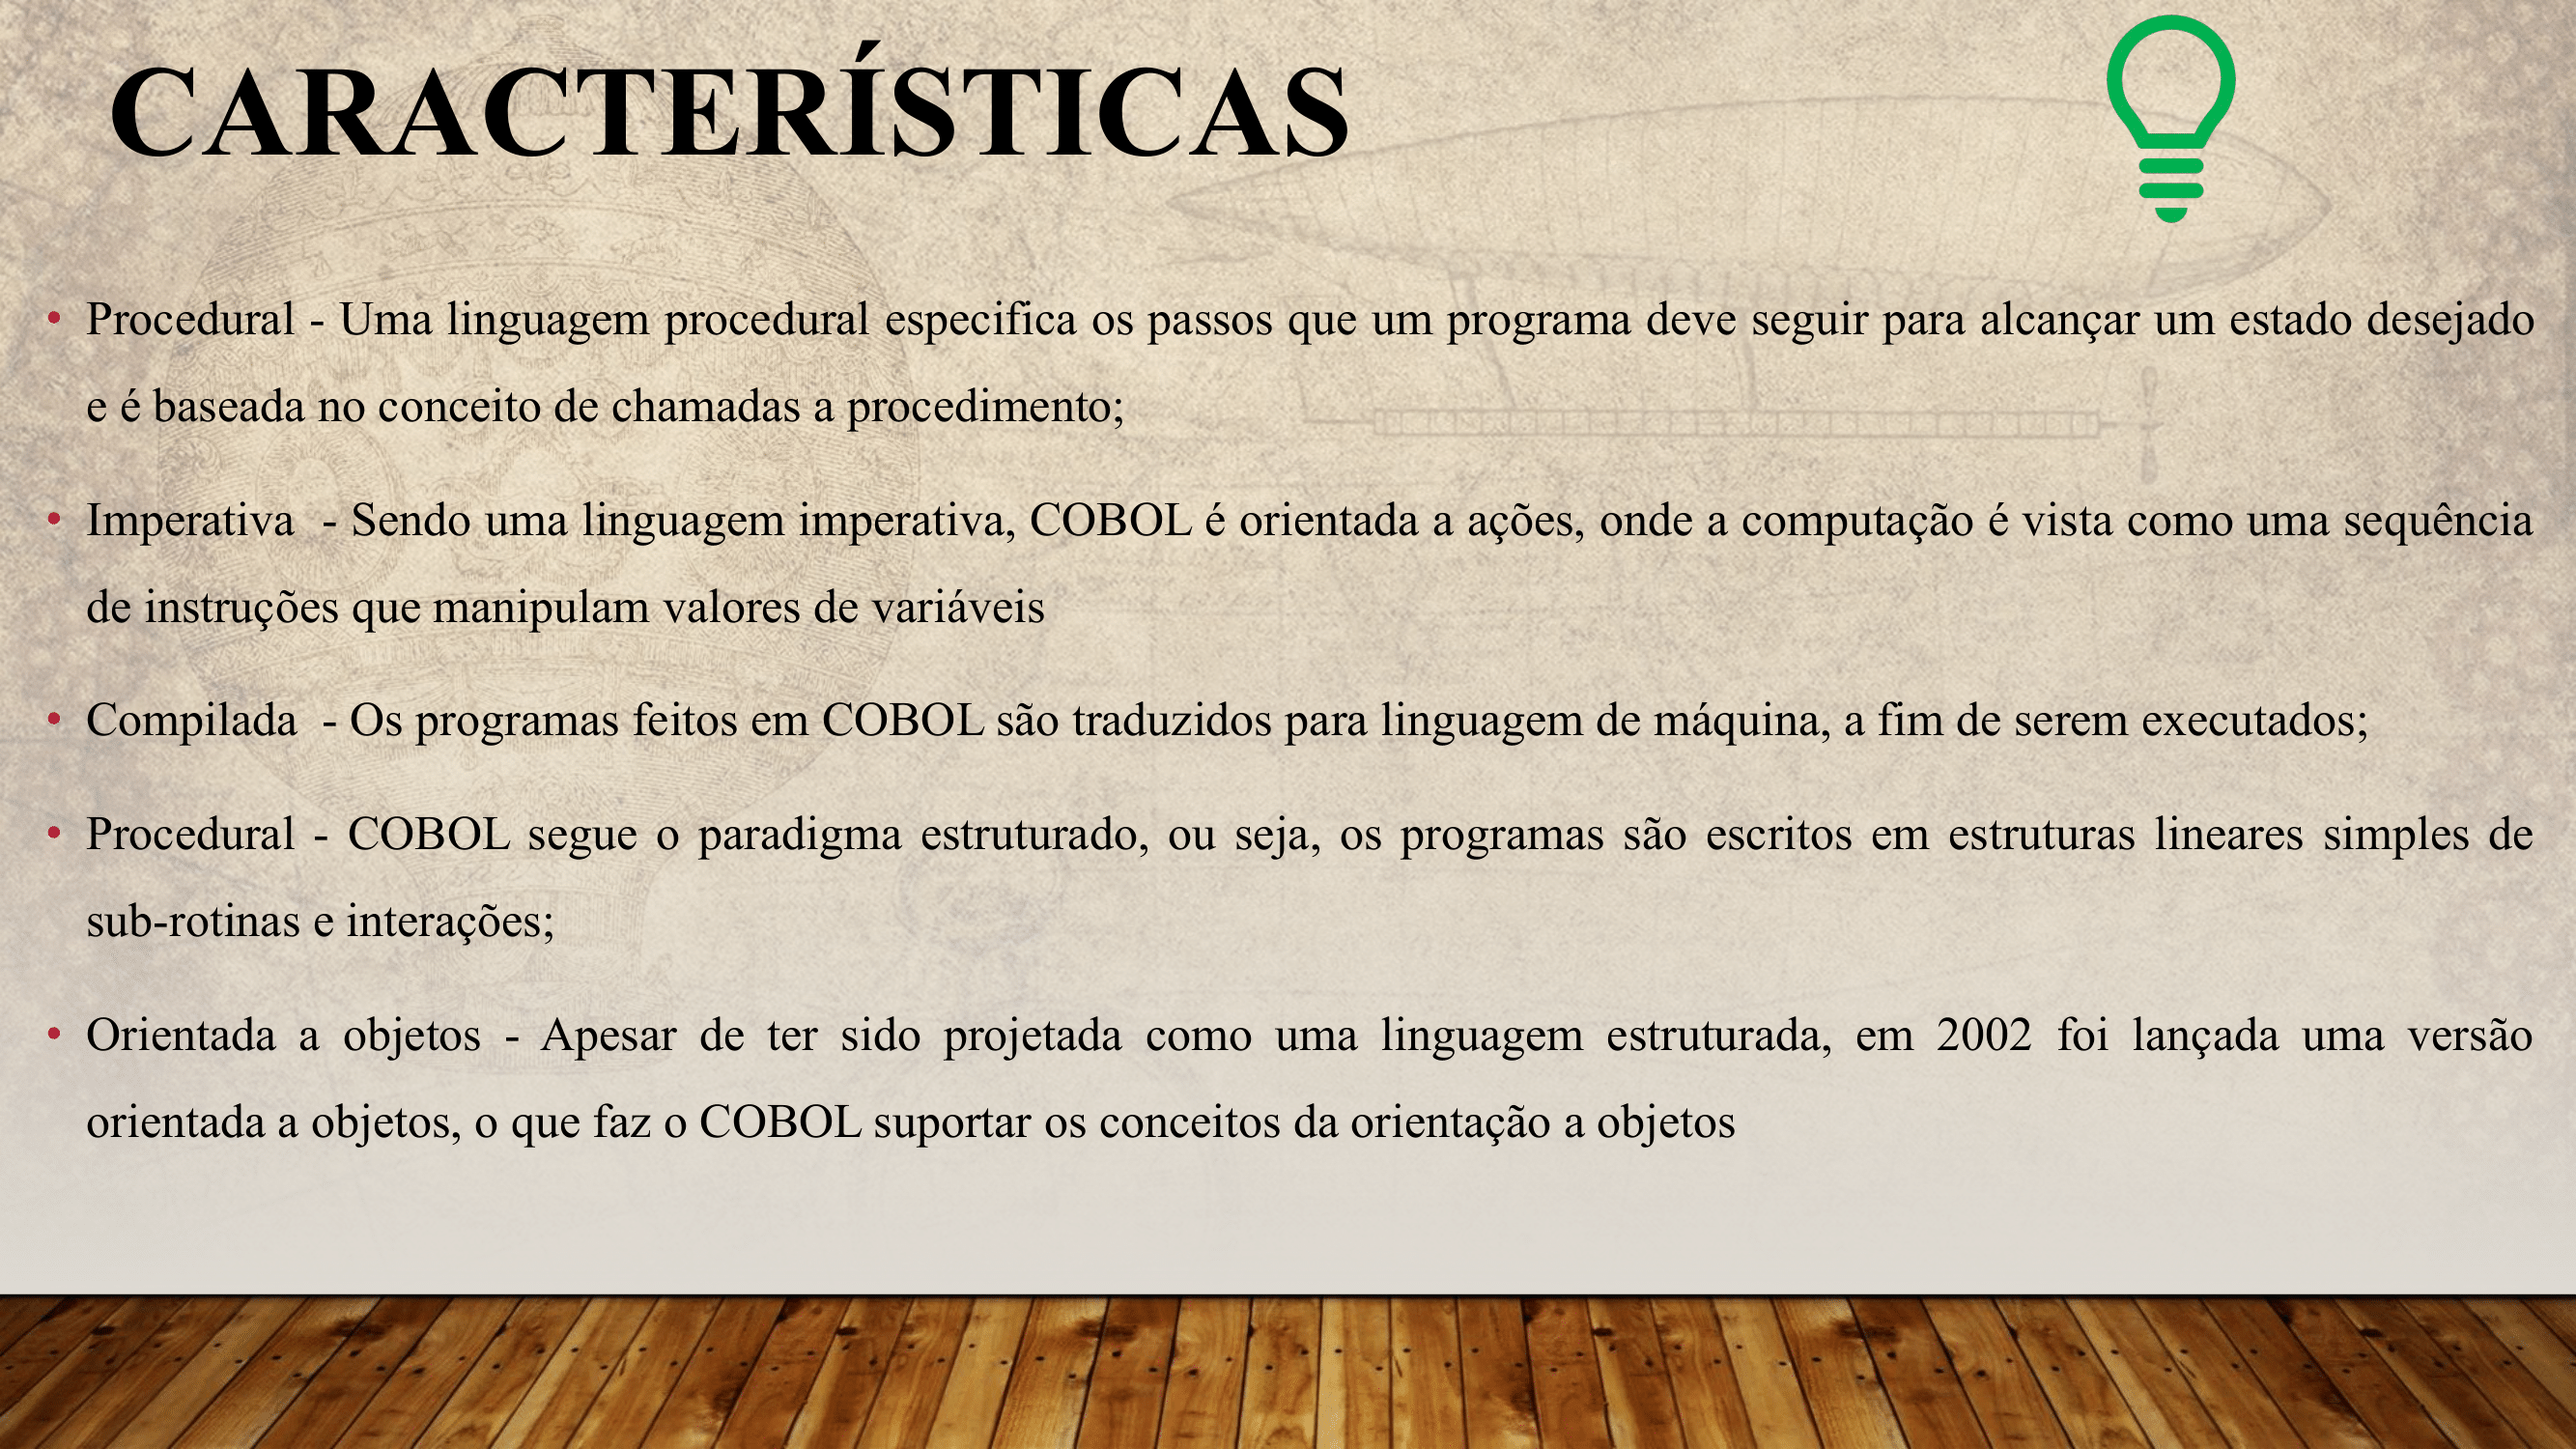 CARACTERÍSTICAS
• Procedural - Uma linguagem procedural especifica os passos que um programa deve seguir para alcançar um estado desejado
e é baseada no conceito de chamadas a procedimento;
• Imperativa  - Sendo uma linguagem imperativa, COBOL é orientada a ações, onde a computação é vista como uma sequência
de instruções que manipulam valores de variáveis
• Compilada  - Os programas feitos em COBOL são traduzidos para linguagem de máquina, a fim de serem executados;
• Procedural - COBOL segue o paradigma estruturado, ou seja, os programas são escritos em estruturas lineares simples de
sub-rotinas e interações;
• Orientada a objetos - Apesar de ter sido projetada como uma linguagem estruturada, em 2002 foi lançada uma versão
orientada a objetos, o que faz o COBOL suportar os conceitos da orientação a objetos